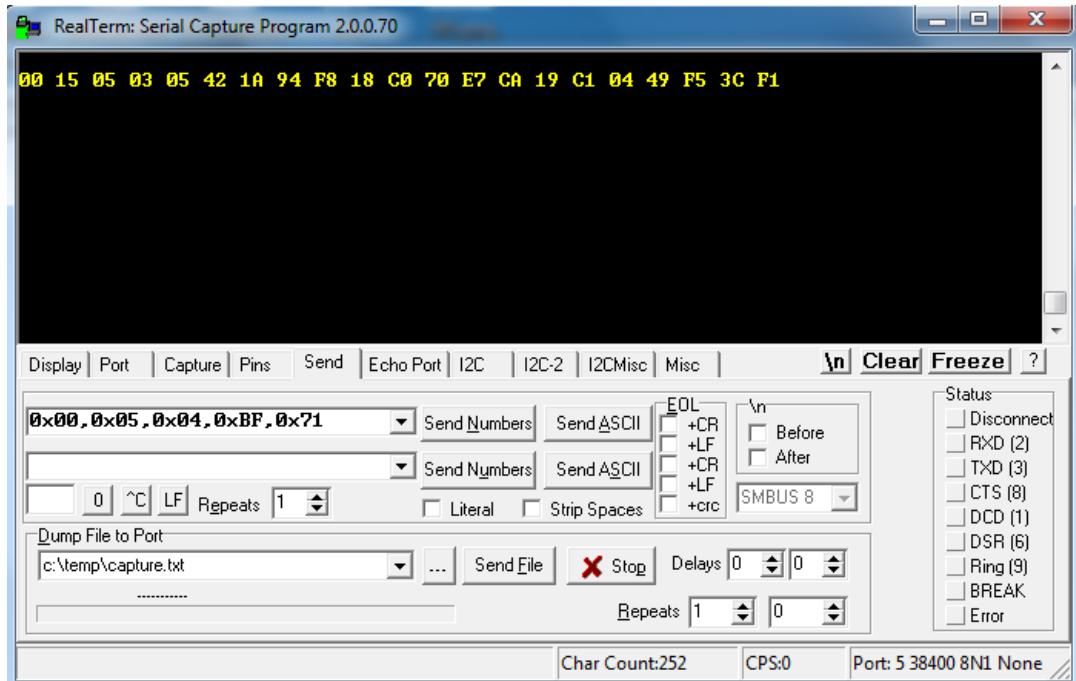 RealTerm: Serial Capture Program 2.0.0.70
00 15 05 03 05 42 1A 94 F8 18 C0 70 E7 CA 19 C1 04 49 F5 3C F1
Display Port Capture Pins Send Echo Port I2C I2C-2 I2CMisc Misc \n Clear Freeze ?
0x00,0x05,0x04,0xBF,0x71 Send Numbers Send ASCII
Send Numbers Send ASCII
0 ^C LF Repeats 1 Literal Strip Spaces
EOL
+CR
+LF
+CR
+LF
+crc
\n
Before
After
SMBUS 8
Dump File to Port
c:\temp\capture.txt ... Send File Stop Delays 0 0
-----------
Repeats 1 0
Status
Disconnect
RXD (2)
TXD (3)
CTS (8)
DCD (1)
DSR (6)
Ring (9)
BREAK
Error
Char Count:252 CPS:0 Port: 5 38400 8N1 None